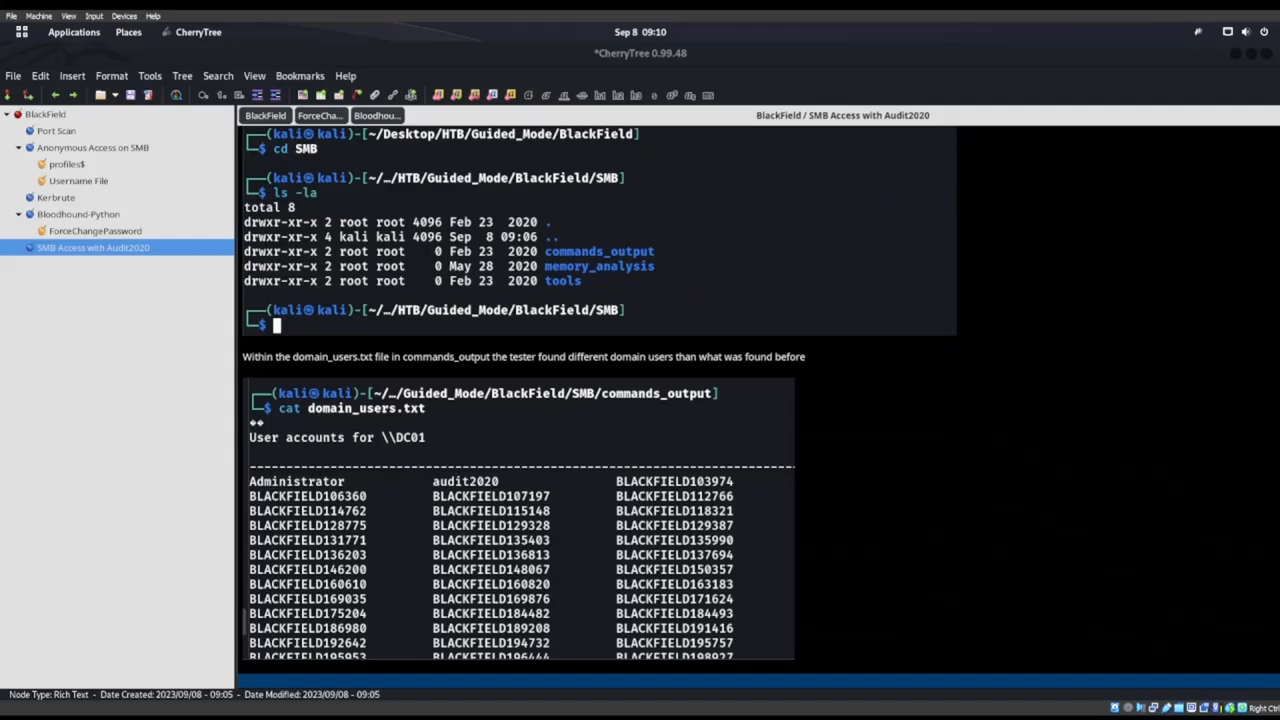 File Machine View Input Devices Help
Applications Places CherryTree Sep 8 09:10
*CherryTree 0.99.48
File Edit Insert Format Tools Tree Search View Bookmarks Help
BlackField
Port Scan
Anonymous Access on SMB
profiles$
Username File
Kerbrute
Bloodhound-Python
ForceChangePassword
SMB Access with Audit2020
BlackField ForceCha... Bloodhou... BlackField / SMB Access with Audit2020
┌──(kali㉿kali)-[~/Desktop/HTB/Guided_Mode/BlackField]
└─$ cd SMB
┌──(kali㉿kali)-[~/…/HTB/Guided_Mode/BlackField/SMB]
└─$ ls -la
total 8
drwxr-xr-x 2 root root 4096 Feb 23 2020 .
drwxr-xr-x 4 kali kali 4096 Sep 8 09:06 ..
drwxr-xr-x 2 root root 0 Feb 23 2020 commands_output
drwxr-xr-x 2 root root 0 May 28 2020 memory_analysis
drwxr-xr-x 2 root root 0 Feb 23 2020 tools
┌──(kali㉿kali)-[~/…/HTB/Guided_Mode/BlackField/SMB]
└─$
Within the domain_users.txt file in commands_output the tester found different domain users than what was found before
┌──(kali㉿kali)-[~/…/Guided_Mode/BlackField/SMB/commands_output]
└─$ cat domain_users.txt
��
User accounts for \\DC01
-------------------------------------------------------------------------------
Administrator audit2020 BLACKFIELD103974
BLACKFIELD106360 BLACKFIELD107197 BLACKFIELD112766
BLACKFIELD114762 BLACKFIELD115148 BLACKFIELD118321
BLACKFIELD128775 BLACKFIELD129328 BLACKFIELD129387
BLACKFIELD131771 BLACKFIELD135403 BLACKFIELD135990
BLACKFIELD136203 BLACKFIELD136813 BLACKFIELD137694
BLACKFIELD146200 BLACKFIELD148067 BLACKFIELD150357
BLACKFIELD160610 BLACKFIELD160820 BLACKFIELD163183
BLACKFIELD169035 BLACKFIELD169876 BLACKFIELD171624
BLACKFIELD175204 BLACKFIELD184482 BLACKFIELD184493
BLACKFIELD186980 BLACKFIELD189208 BLACKFIELD191416
BLACKFIELD192642 BLACKFIELD194732 BLACKFIELD195757
BLACKFIELD195953 BLACKFIELD196444 BLACKFIELD198927
Node Type: Rich Text - Date Created: 2023/09/08 - 09:05 - Date Modified: 2023/09/08 - 09:05
Right Ctrl